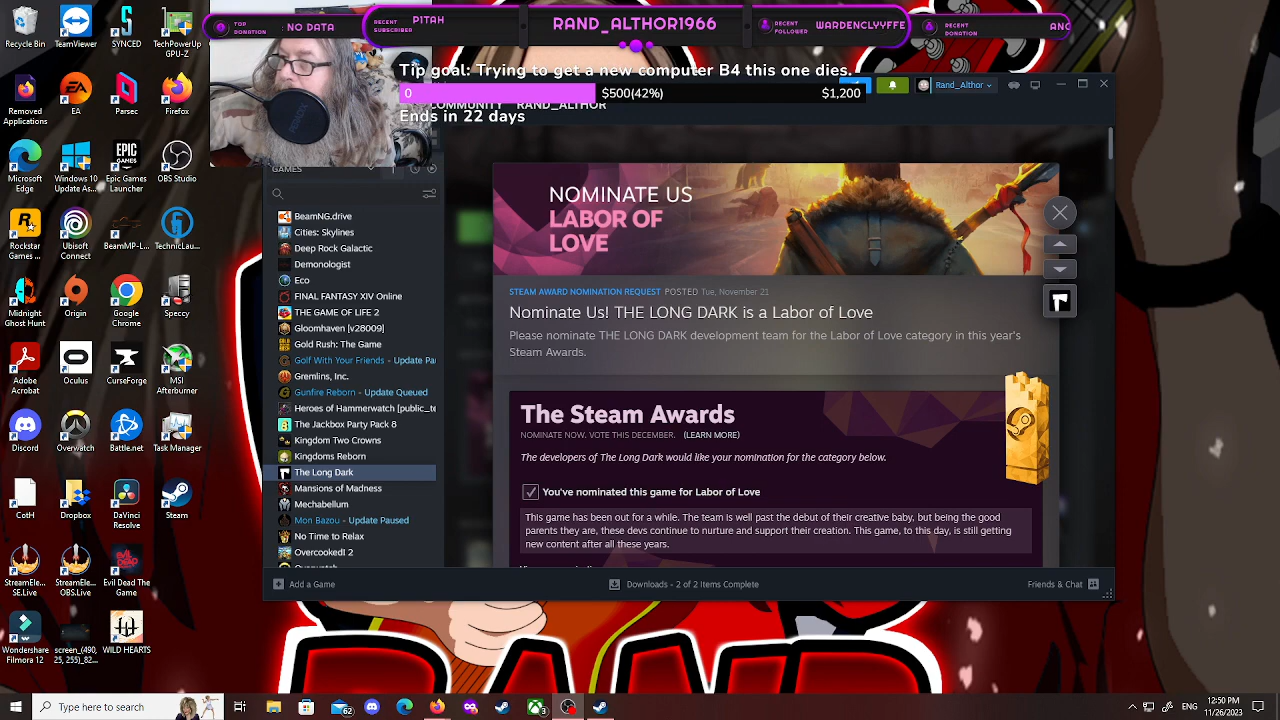 TOP DONATION
: NO DATA
RECENT SUBSCRIBER
PITAH
RAND_ALTHOR1966
RECENT FOLLOWER
WARDENCLYFFE
RECENT DONATION
Tip goal: Trying to get a new computer B4 this one dies.
0
$500(42%)
$1,200
Ends in 22 days
COMMUNITY
RAND_ALTHOR
Rand_Althor
TeamViewer
SIGNED
TechPowe...
GPU-Z
Removed Applications
EA
Parsec
Firefox
Microsoft Edge
Windows 10 Update As...
Epic Games Launcher
OBS Studio
Rockstar Games ...
Ubisoft Connect
BeamMP-L...
TechnicLau...
Ghost Hunt
Origin
Google Chrome
Intel Extre...
Adobe Acrobat
Oculus
CurseForge
MSI Afterburner
Discord
Overwatch
Battle.net
Task Manager
CotH
Dropbox
DaVinci Resolve
Steam
StreamEle...
StreamEle... OBS.Live
Evil Dead The Game
Wondershare Filmora 12
screen_(490, 430)
WILD HEARTS
GAMES
BeamNG.drive
Cities: Skylines
Deep Rock Galactic
Demonologist
Eco
FINAL FANTASY XIV Online
THE GAME OF LIFE 2
Gloomhaven [v28009]
Gold Rush: The Game
Golf With Your Friends - Update Pau
Gremlins, Inc.
Gunfire Reborn - Update Queued
Heroes of Hammerwatch [public_te
The Jackbox Party Pack 8
Kingdom Two Crowns
Kingdoms Reborn
The Long Dark
Mansions of Madness
Mechabellum
Mon Bazou - Update Paused
No Time to Relax
Overcooked! 2
NOMINATE US
LABOR OF
LOVE
STEAM AWARD NOMINATION REQUEST POSTED Tue, November 21
Nominate Us! THE LONG DARK is a Labor of Love
Please nominate THE LONG DARK development team for the Labor of Love category in this year's
Steam Awards.
The Steam Awards
NOMINATE NOW. VOTE THIS DECEMBER. (LEARN MORE)
The developers of The Long Dark would like your nomination for the category below.
You've nominated this game for Labor of Love
This game has been out for a while. The team is well past the debut of their creative baby, but being the good
parents they are, these devs continue to nurture and support their creation. This game, to this day, is still getting
new content after all these years.
Add a Game
Downloads - 2 of 2 Items Complete
Friends & Chat
RAND
Type here to search
62
3
ENG
12:50 PM
11/26/2023